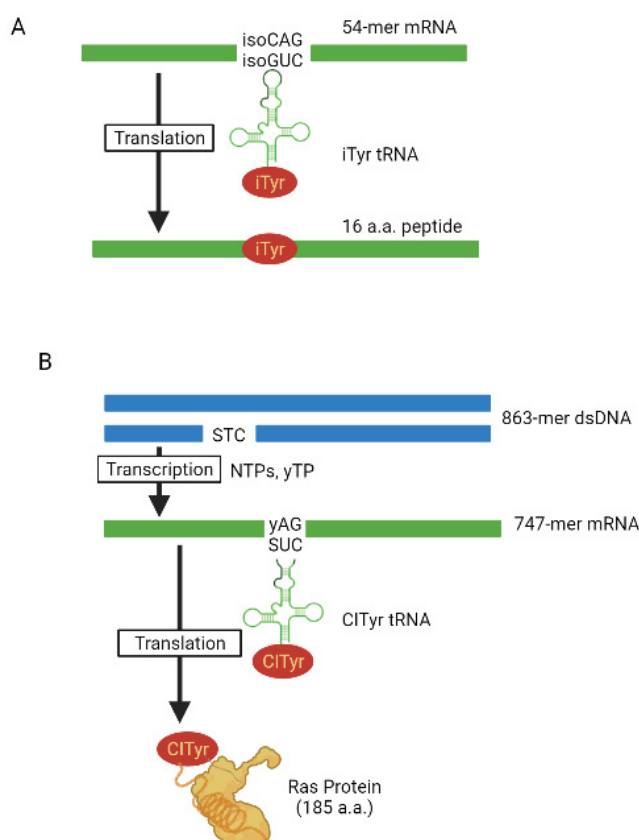 A
54-mer mRNA
isoCAG
isoGUC
Translation
iTyr tRNA
iTyr
16 a.a. peptide
iTyr
B
863-mer dsDNA
STC
Transcription
NTPs, yTP
747-mer mRNA
yAG
SUC
ClTyr tRNA
Translation
ClTyr
ClTyr
Ras Protein
(185 a.a.)